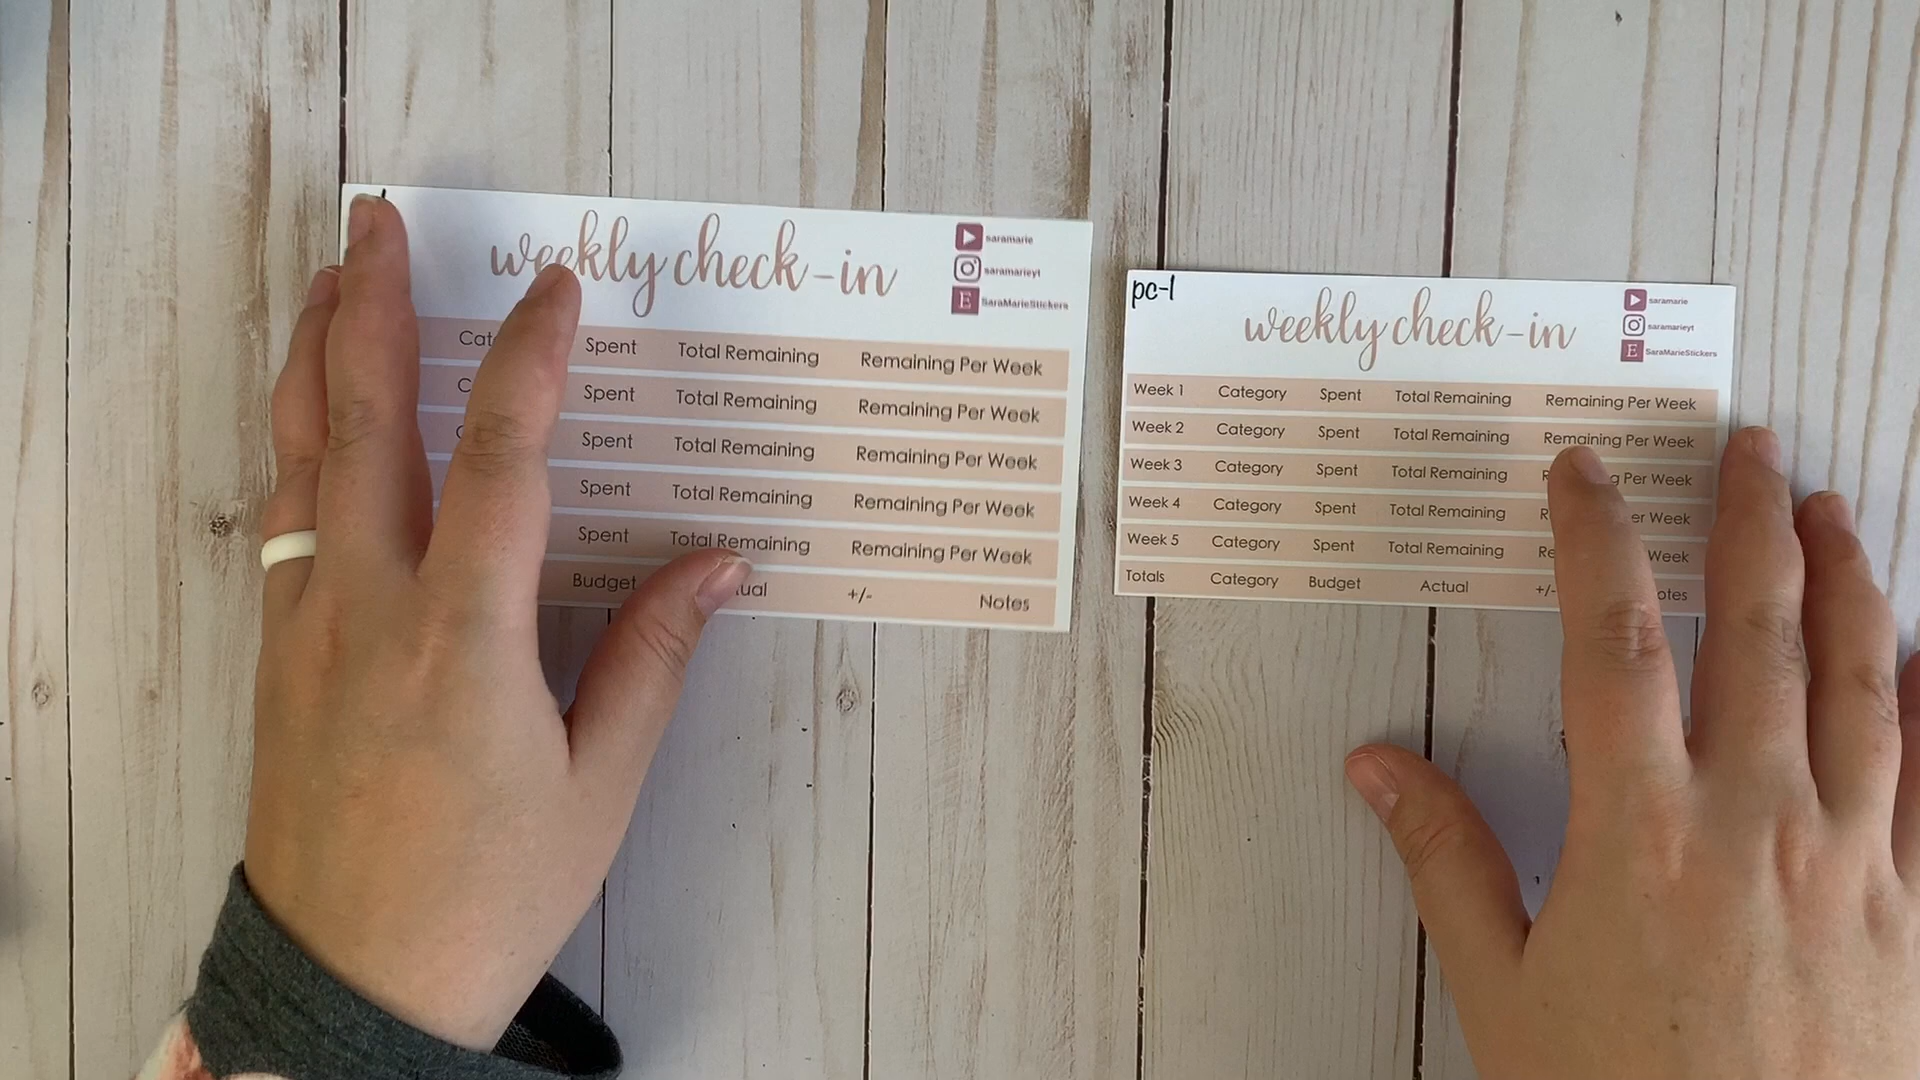 weekly check-in
saramarie
saramarieyt
SaraMarieStickers
Spent Total Remaining Remaining Per Week
Spent Total Remaining Remaining Per Week
Spent Total Remaining Remaining Per Week
Spent Total Remaining Remaining Per Week
Spent Total Remaining Remaining Per Week
Budget +/- Notes
pc-1
weekly check-in
saramarie
saramarieyt
SaraMarieStickers
Week 1 Category Spent Total Remaining Remaining Per Week
Week 2 Category Spent Total Remaining Remaining Per Week
Week 3 Category Spent Total Remaining Per Week
Week 4 Category Spent Total Remaining Week
Week 5 Category Spent Total Remaining Week
Totals Category Budget Actual +/-